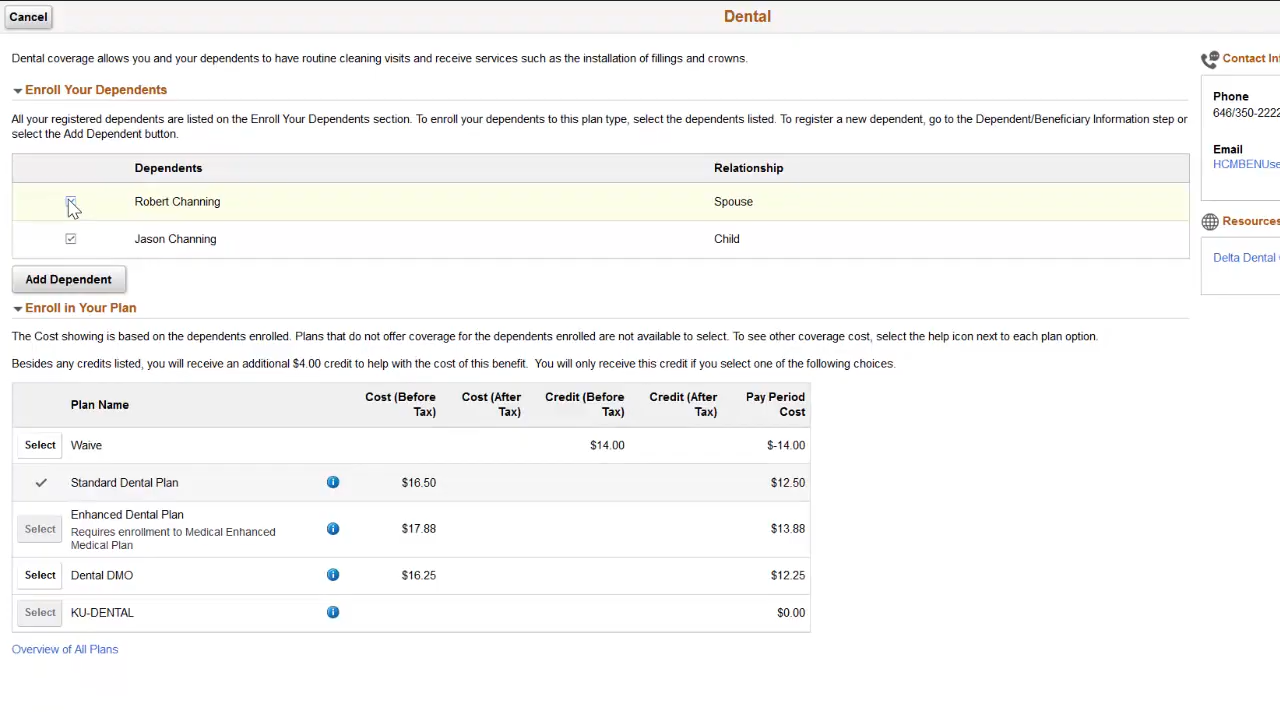 Cancel
Dental
Dental coverage allows you and your dependents to have routine cleaning visits and receive services such as the installation of fillings and crowns.
Contact In
Enroll Your Dependents
Phone
646/350-2222
All your registered dependents are listed on the Enroll Your Dependents section. To enroll your dependents to this plan type, select the dependents listed. To register a new dependent, go to the Dependent/Beneficiary Information step or
select the Add Dependent button.
Email
HCMBENUse
Dependents Relationship
Robert Channing Spouse
Resources
Jason Channing Child
Delta Dental
Add Dependent
Enroll in Your Plan
The Cost showing is based on the dependents enrolled. Plans that do not offer coverage for the dependents enrolled are not available to select. To see other coverage cost, select the help icon next to each plan option.
Besides any credits listed, you will receive an additional $4.00 credit to help with the cost of this benefit. You will only receive this credit if you select one of the following choices.
Plan Name Cost (Before Tax) Cost (After Tax) Credit (Before Tax) Credit (After Tax) Pay Period Cost
Select Waive $14.00 $-14.00
Standard Dental Plan $16.50 $12.50
Select Enhanced Dental Plan $17.88 $13.88
Requires enrollment to Medical Enhanced
Medical Plan
Select Dental DMO $16.25 $12.25
Select KU-DENTAL $0.00
Overview of All Plans